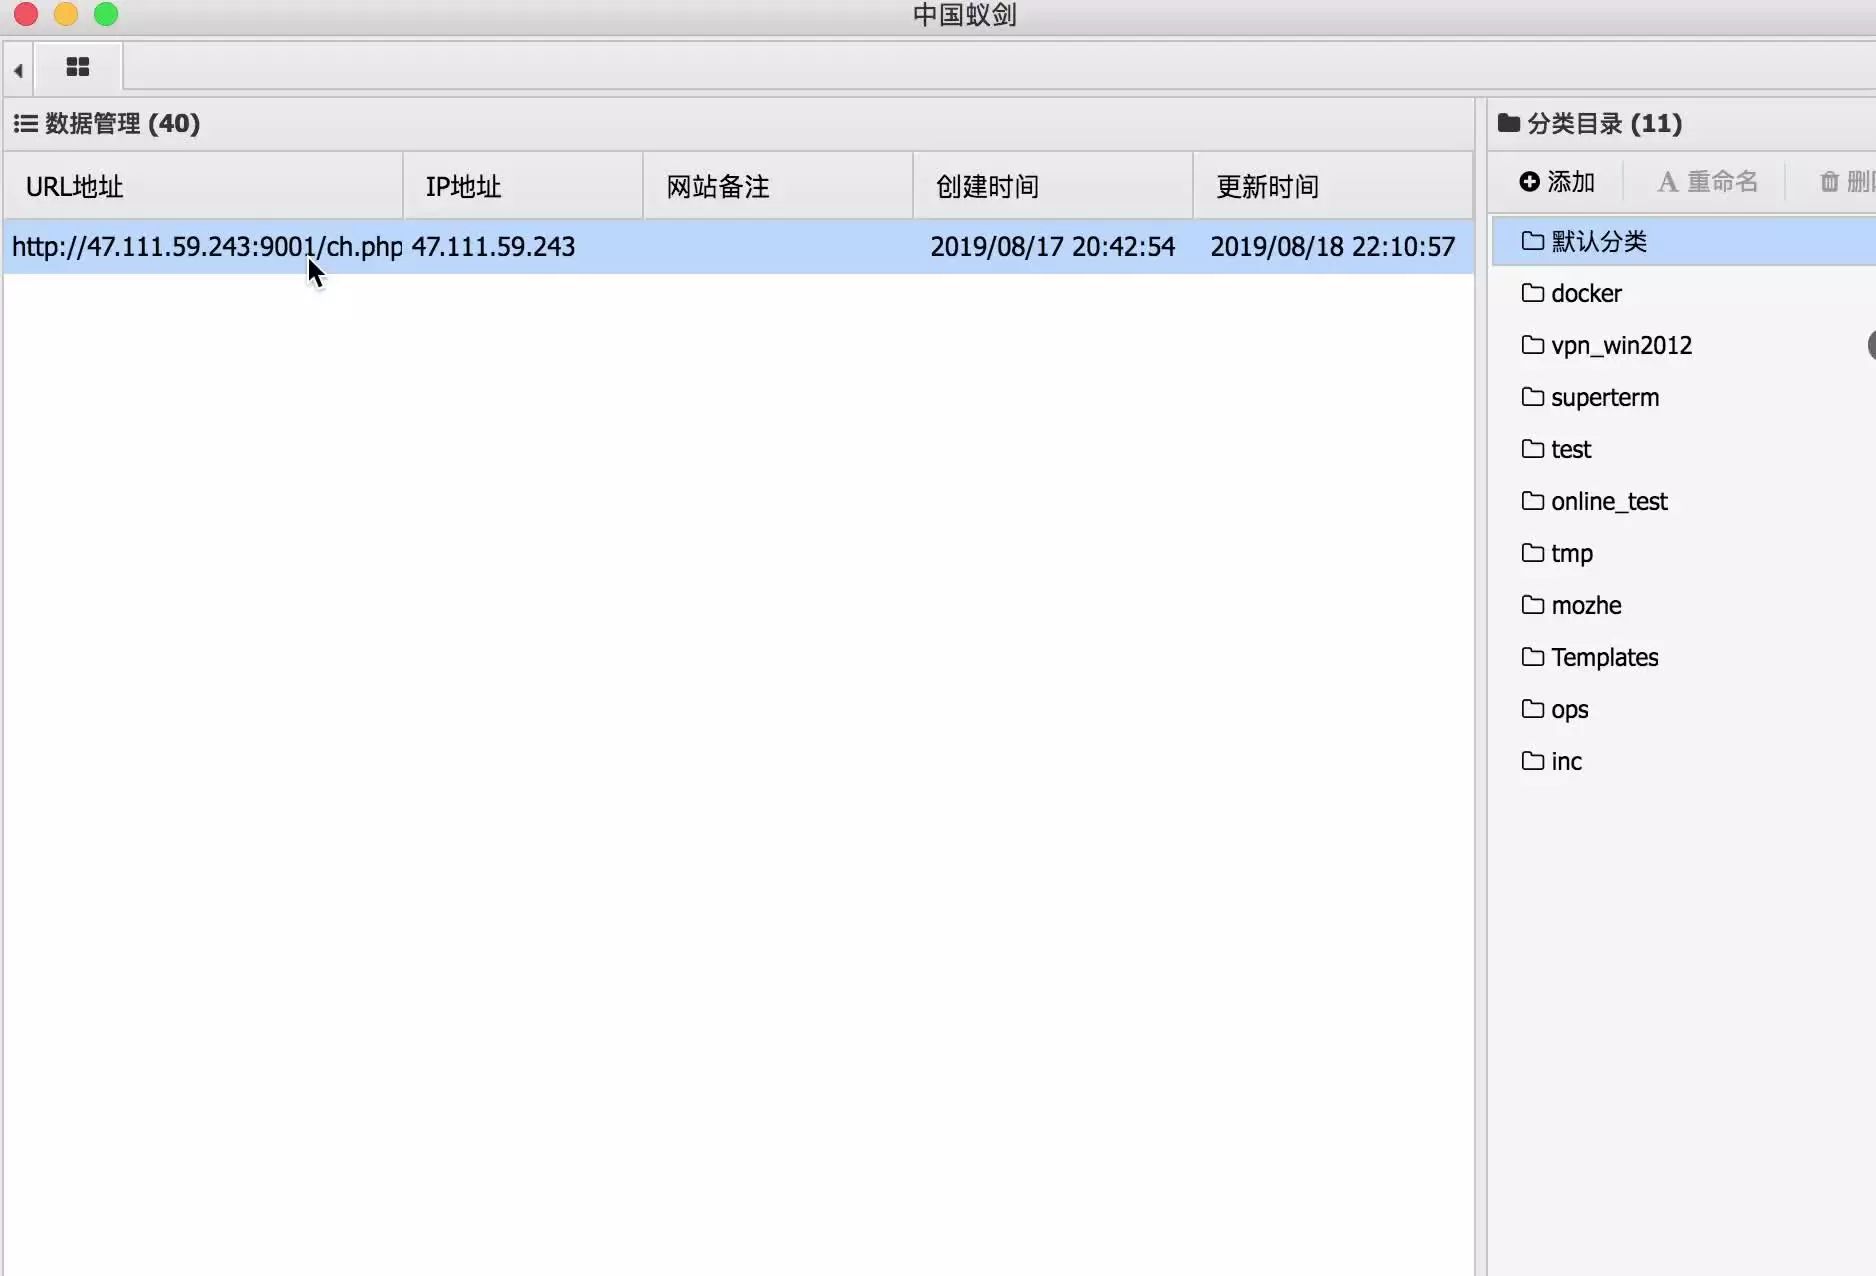 中国蚁剑
数据管理 (40)
URL地址 IP地址 网站备注 创建时间 更新时间
http://47.111.59.243:9001/ch.php 47.111.59.243 2019/08/17 20:42:54 2019/08/18 22:10:57
分类目录 (11)
添加 A 重命名
默认分类
docker
vpn_win2012
superterm
test
online_test
tmp
mozhe
Templates
ops
inc